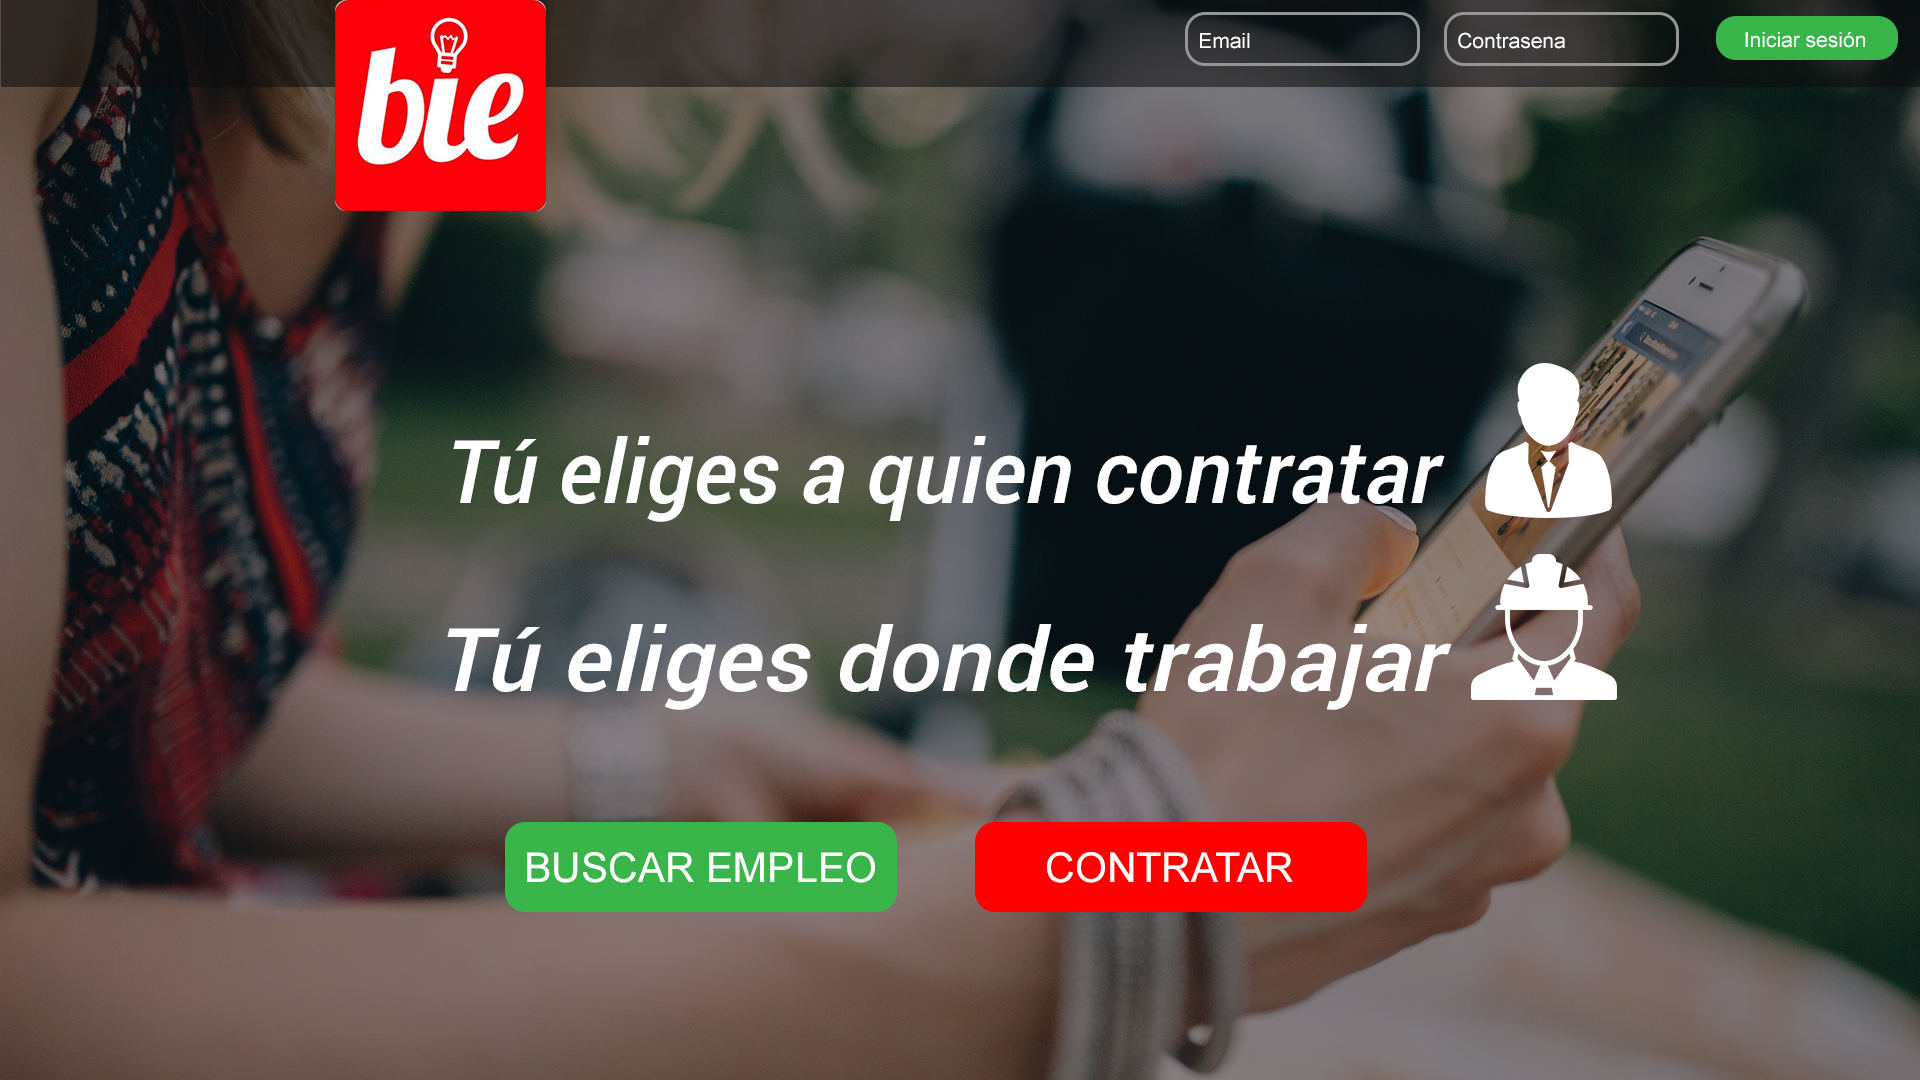 bie
Email
Contrasena
Iniciar sesión
Tú eliges a quien contratar
Tú eliges donde trabajar
BUSCAR EMPLEO
CONTRATAR